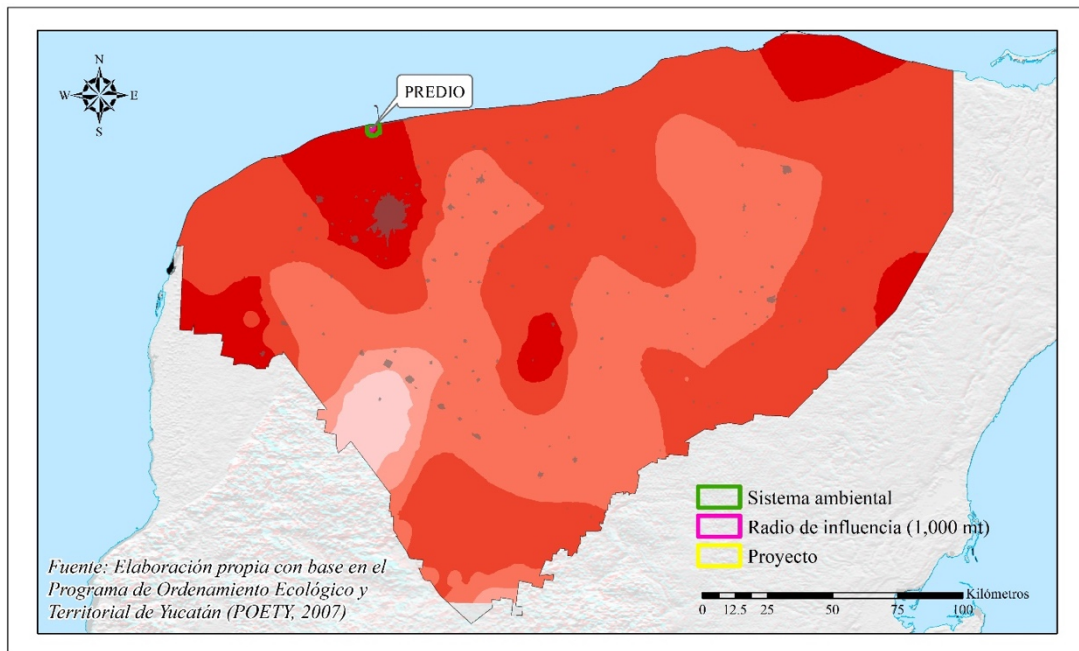 N
W E
S
PREDIO
Sistema ambiental
Radio de influencia (1,000 mt)
Proyecto
Fuente: Elaboración propia con base en el
Programa de Ordenamiento Ecológico y
Territorial de Yucatán (POETY, 2007)
Kilómetros
0 12.5 25 50 75 100